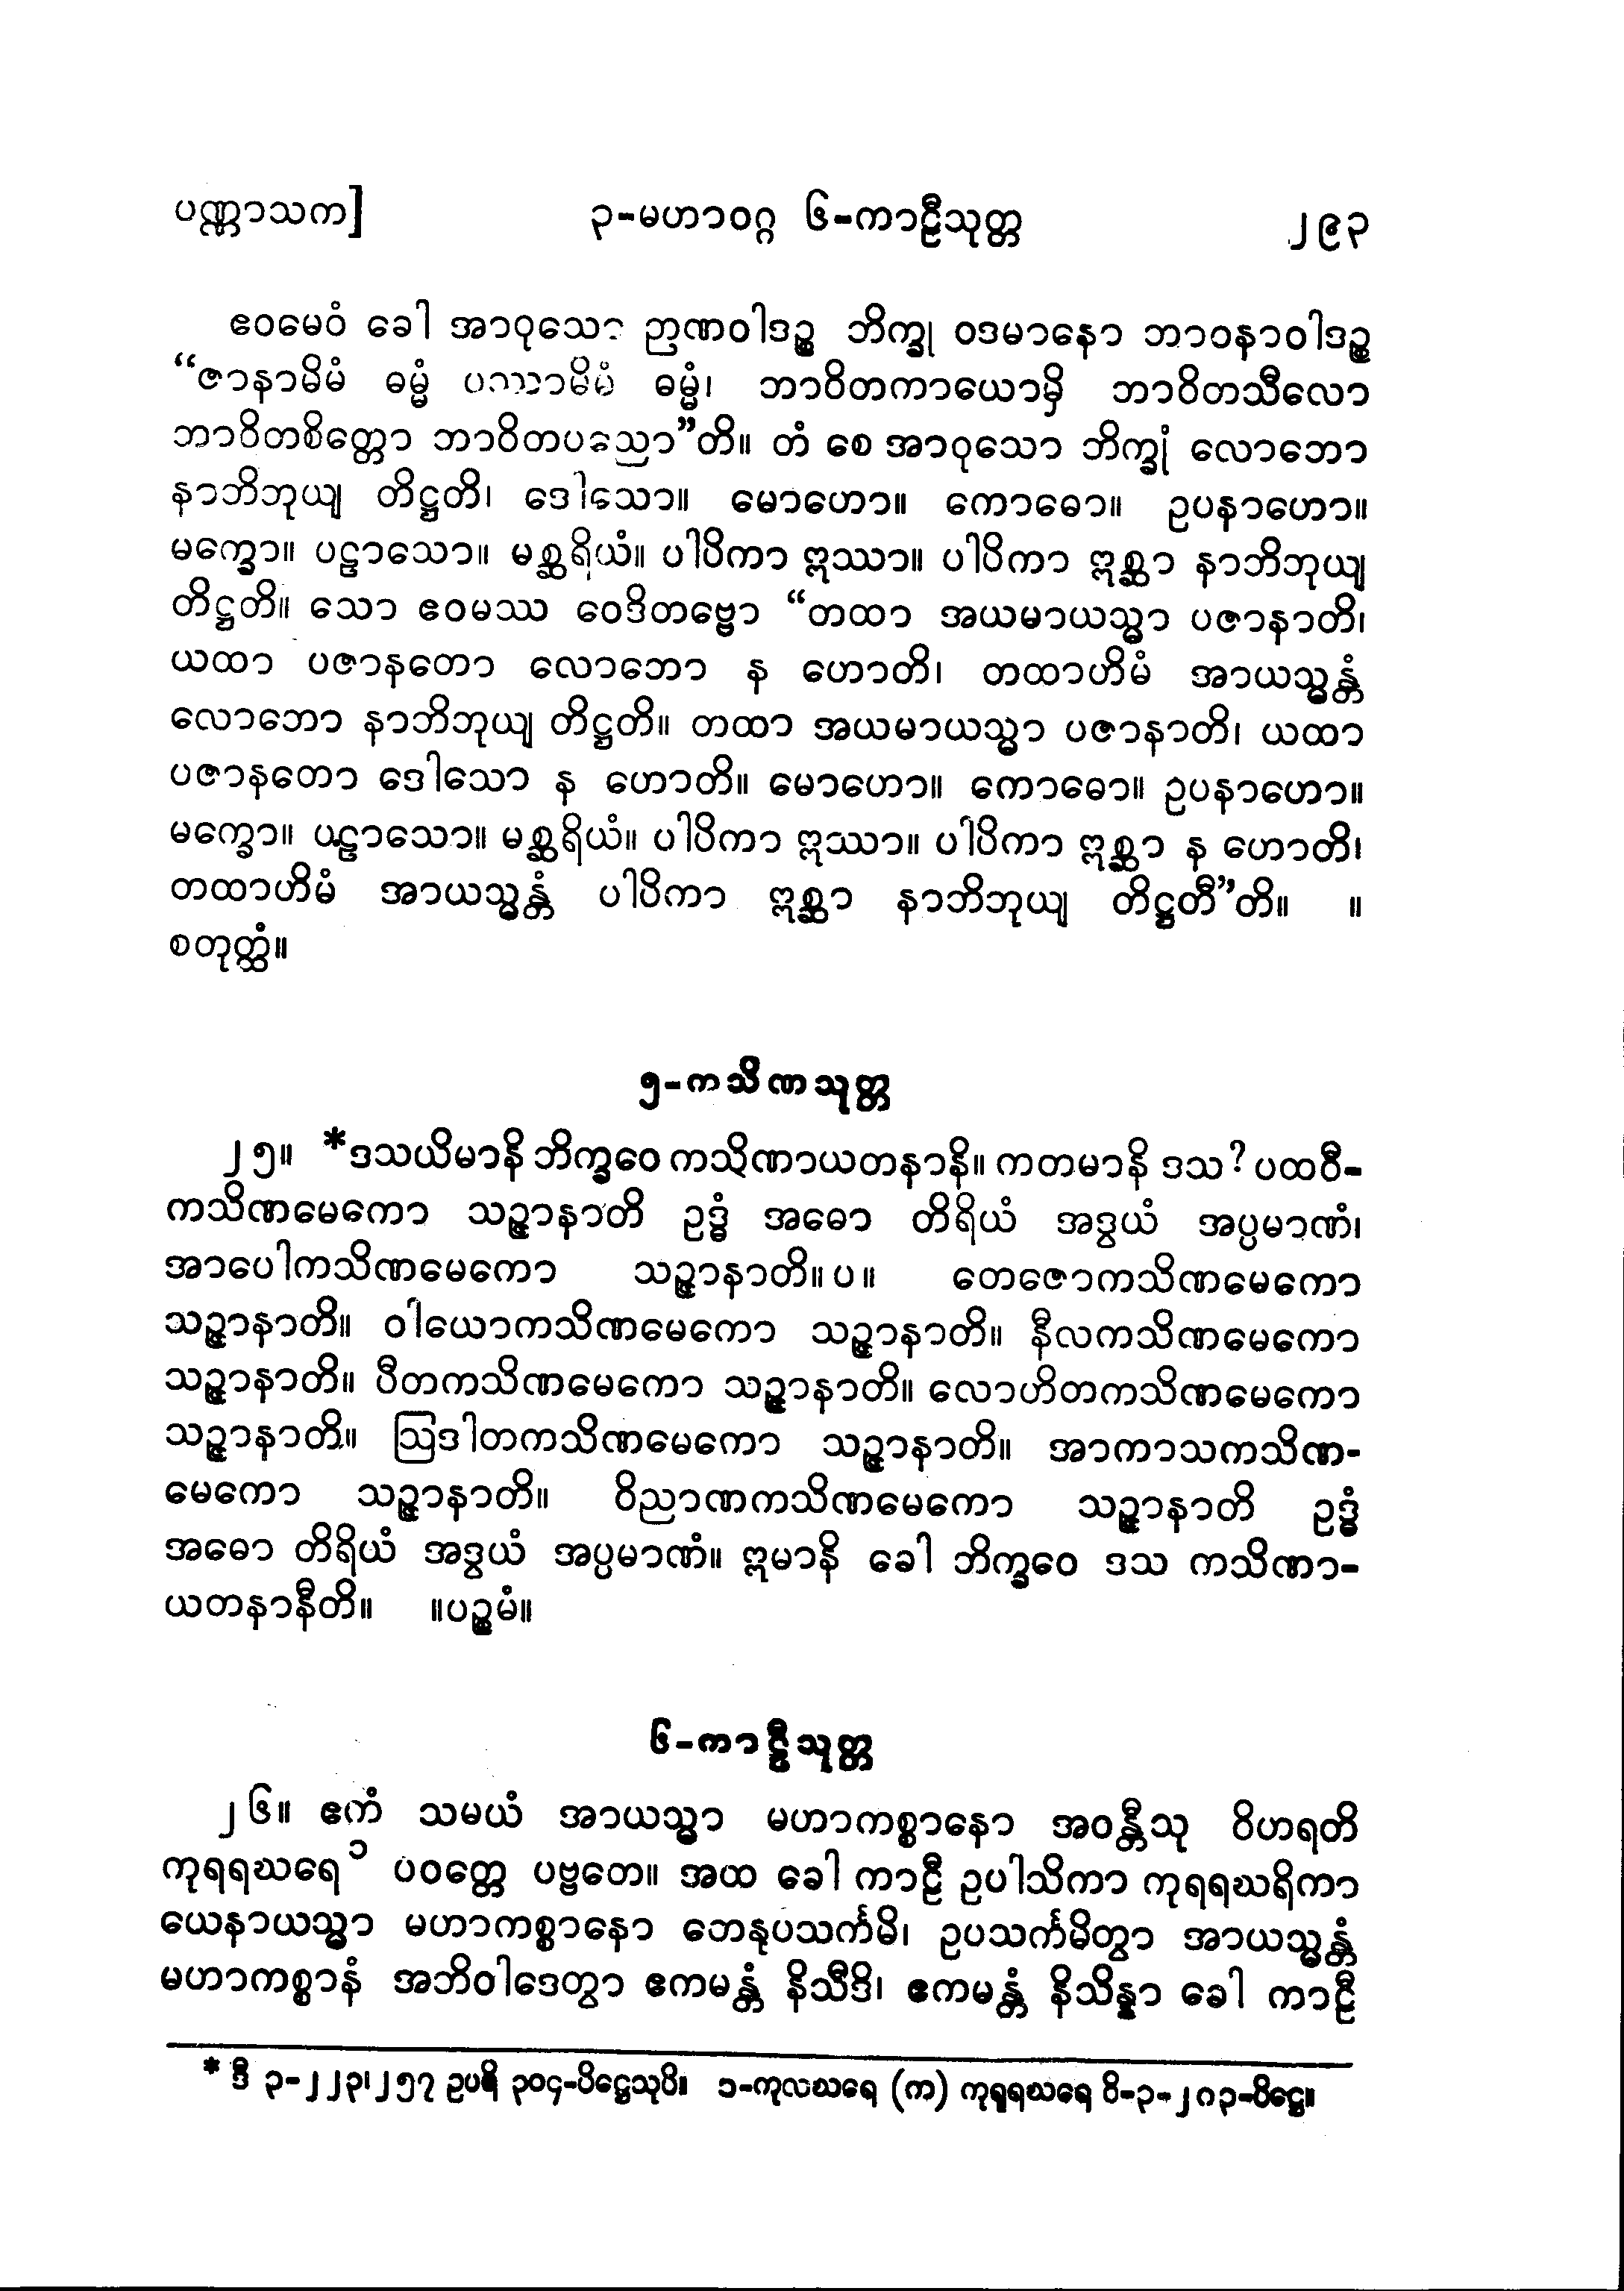 ပဏ္ဏာသက]	၃-မဟာဝဂ္ဂ ၆-ကာဠီသုတ္တ	၂၉၃
ဧဝမေဝံ ခေါ အာဝုသော ဉာဏဝါဒဉ္စ ဘိက္ခု ဝဒမာနော ဘာဝနာဝါဒဉ္စ
“ဇာနာမိမံ ဓမ္မံ ပဿာမိမံ ဓမ္မံ၊ ဘာဝိတကာယောမှိ ဘာဝိတသီလော
ဘာဝိတစိတ္တော ဘာဝိတပညော”တိ။ တံ စေ အာဝုသော ဘိက္ခုံ လောဘော
နာဘိဘုယျ တိဋ္ဌတိ၊ ဒေါသော။ မောဟော။ ကောဓော။ ဥပနာဟော။
မက္ခော။ ပဠာသော။ မစ္ဆရိယံ။ ပါပိကာ ဣဿာ။ ပါပိကာ ဣစ္ဆာ နာဘိဘုယျ
တိဋ္ဌတိ။ သော ဧဝမဿ ဝေဒိတဗ္ဗော “တထာ အယမာယသ္မာ ပဇာနာတိ၊
ယထာ ပဇာနတော လောဘော န ဟောတိ၊ တထာဟိမံ အာယသ္မန္တံ
လောဘော နာဘိဘုယျ တိဋ္ဌတိ။ တထာ အယမာယသ္မာ ပဇာနာတိ၊ ယထာ
ပဇာနတော ဒေါသော န ဟောတိ။ မောဟော။ ကောဓော။ ဥပနာဟော။
မက္ခော။ ပဠာသော။ မစ္ဆရိယံ။ ပါပိကာ ဣဿာ။ ပါပိကာ ဣစ္ဆာ န ဟောတိ၊
တထာဟိမံ အာယသ္မန္တံ ပါပိကာ ဣစ္ဆာ နာဘိဘုယျ တိဋ္ဌတီ”တိ။ ။
စတုတ္ထံ။
၅-ကသိဏသုတ္တ
၂၅။ *ဒသယိမာနိ ဘိက္ခဝေ ကသိဏာယတနာနိ။ ကတမာနိ ဒသ? ပထဝီ-
ကသိဏမေကော သဉ္ဇာနာတိ ဥဒ္ဓံ အဓော တိရိယံ အဒွယံ အပ္ပမာဏံ၊
အာပေါကသိဏမေကော သဉ္ဇာနာတိ။ပ။ တေဇောကသိဏမေကော
သဉ္ဇာနာတိ။ ဝါယောကသိဏမေကော သဉ္ဇာနာတိ။ နီလကသိဏမေကော
သဉ္ဇာနာတိ။ ပီတကသိဏမေကော သဉ္ဇာနာတိ။ လောဟိတကသိဏမေကော
သဉ္ဇာနာတိ။ ဩဒါတကသိဏမေကော သဉ္ဇာနာတိ။ အာကာသကသိဏ-
မေကော သဉ္ဇာနာတိ။ ဝိညာဏကသိဏမေကော သဉ္ဇာနာတိ ဥဒ္ဓံ
အဓော တိရိယံ အဒွယံ အပ္ပမာဏံ။ ဣမာနိ ခေါ ဘိက္ခဝေ ဒသ ကသိဏာ-
ယတနာနီတိ။ ။ပဉ္စမံ။
၆-ကာဠီသုတ္တ
၂၆။ ဧကံ သမယံ အာယသ္မာ မဟာကစ္စာနော အဝန္တီသု ဝိဟရတိ
ကုရရဃရေ ၁ ပဝတ္တေ ပဗ္ဗတေ။ အထ ခေါ ကာဠီ ဥပါသိကာ ကုရရဃရိကာ
ယေနာယသ္မာ မဟာကစ္စာနော တေနုပသင်္ကမိ၊ ဥပသင်္ကမိတွာ အာယသ္မန္တံ
မဟာကစ္စာနံ အဘိဝါဒေတွာ ဧကမန္တံ နိသီဒိ၊ ဧကမန္တံ နိသိန္နာ ခေါ ကာဠီ
* ဒီ ၃-၂၂၃၊၂၅၇ ဥပရိ ၃၀၄-ပိဋ္ဌေသုပိ။ ၁-ကုလဃရေ (က) ကုရုရဃရေ ဝိ-၃-၂၈၃-ပိဋ္ဌေ။